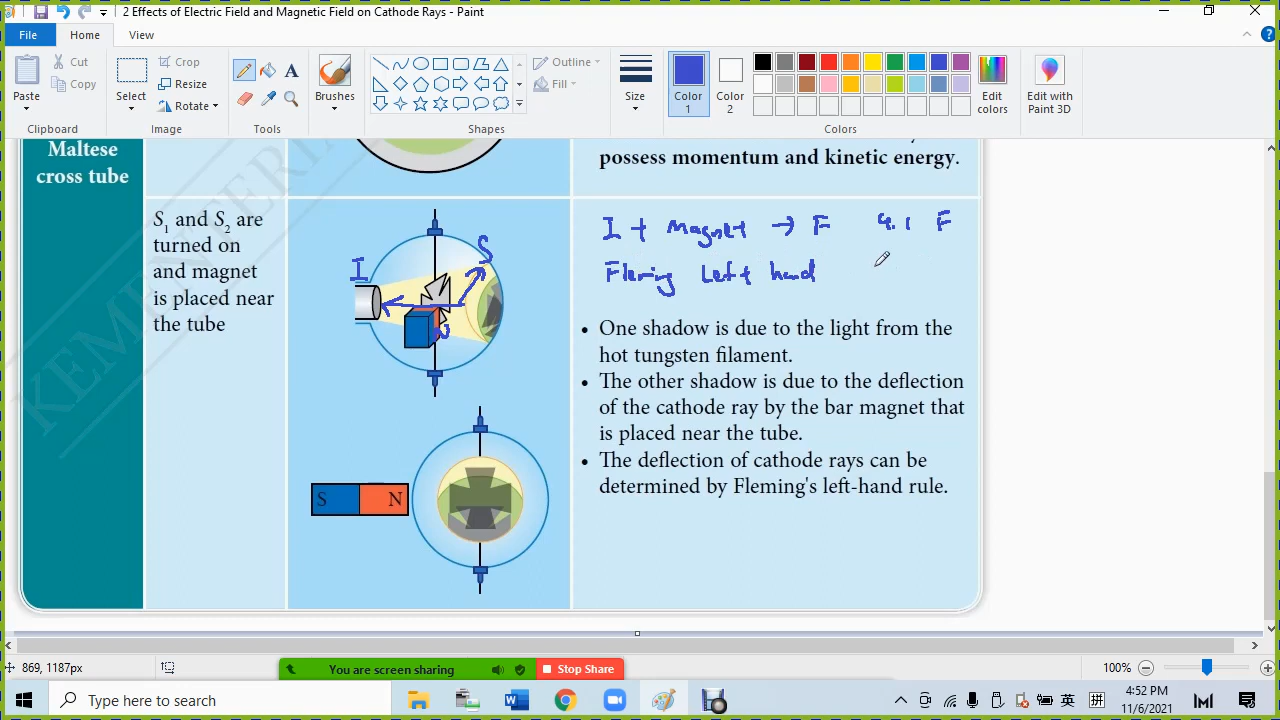 2 Effects of Electric Field and Magnetic Field on Cathode Rays - Paint
File Home View
Paste Cut Copy Clipboard
Select Crop Resize Rotate Image
Tools
Brushes
Shapes Outline Fill
Size
Color 1
Color 2
Edit colors
Colors
Edit with Paint 3D
Maltese
cross tube
possess momentum and kinetic energy.
KEMENTERIA
S1 and S2 are
turned on
and magnet
is placed near
the tube
I
S
N
S N
I + Magnet → F 4.1 F
Fleming Left hand
• One shadow is due to the light from the
hot tungsten filament.
• The other shadow is due to the deflection
of the cathode ray by the bar magnet that
is placed near the tube.
• The deflection of cathode rays can be
determined by Fleming's left-hand rule.
869, 1187px
100%
You are screen sharing
Stop Share
Type here to search
英
拼
4:52 PM
11/6/2021